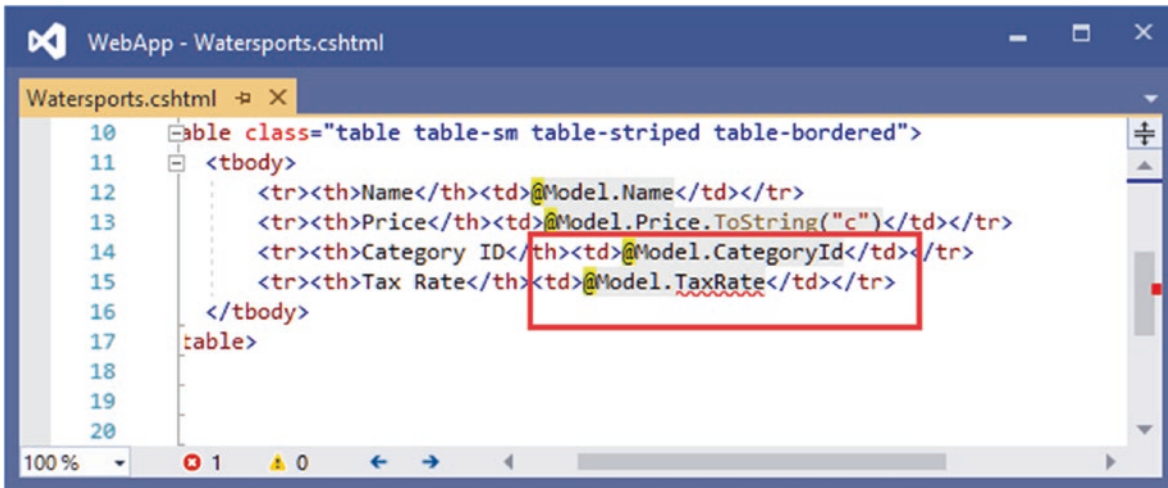 WebApp - Watersports.cshtml
Watersports.cshtml
10 able class="table table-sm table-striped table-bordered">
11 <tbody>
12 <tr><th>Name</th><td>@Model.Name</td></tr>
13 <tr><th>Price</th><td>@Model.Price.ToString("c")</td></tr>
14 <tr><th>Category ID</th><td>@Model.CategoryId</td></tr>
15 <tr><th>Tax Rate</th><td>@Model.TaxRate</td></tr>
16 </tbody>
17 table>
18
19
20
100 % 1 0